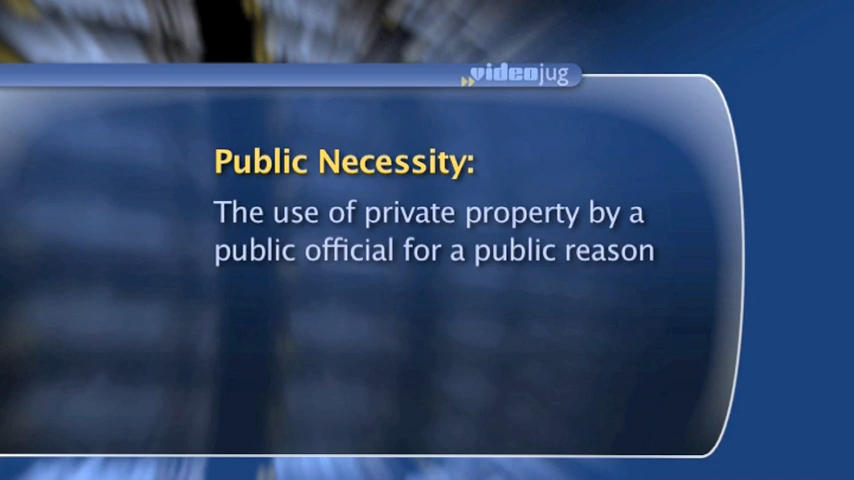 videojug
Public Necessity:
The use of private property by a
public official for a public reason